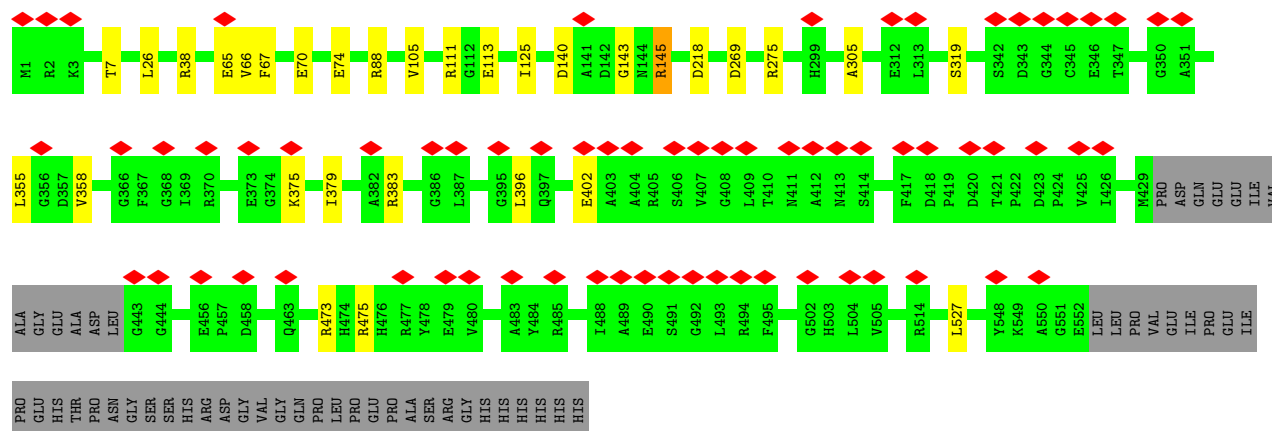 M1 R2 K3 T7 L26 R38 E65 V66 F67 E70 E74 R88 V105 R111 G112 E113 I125 D140 A141 D142 G143 N144 R145 D218 D269 R275 H299 A305 E312 L313 S319 S342 D343 G344 C345 E346 T347 G350 A351
L355 G356 D357 V358 G366 F367 G368 I369 R370 E373 G374 K375 I379 A382 R383 G386 L387 G395 L396 Q397 E402 A403 A404 R405 S406 V407 G408 L409 T410 N411 A412 N413 S414 F417 D418 P419 D420 T421 P422 D423 P424 V425 I426 M429 PRO ASP GLN GLU GLU ILE VAL
ALA GLY GLU ALA ASP LEU G443 G444 E456 P457 D458 Q463 R473 H474 R475 H476 R477 Y478 E479 V480 A483 Y484 R485 I488 A489 E490 S491 G492 L493 R494 F495 G502 H503 L504 V505 R514 L527 Y548 K549 A550 G551 E552 LEU LEU PRO VAL GLU ILE PRO GLU ILE
PRO GLU HIS THR PRO ASN GLY SER SER HIS ARG ASP GLY VAL GLY GLN PRO LEU PRO GLU PRO ALA SER ARG GLY HIS HIS HIS HIS HIS HIS